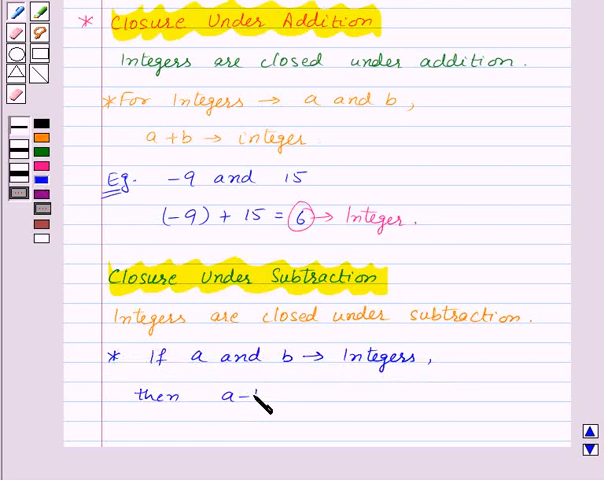 * Closure Under Addition
Integers are closed under addition.
* For Integers → a and b,
a + b → integer
Eg. -9 and 15
(-9) + 15 = 6 → Integer.
Closure Under Subtraction
Integers are closed under subtraction.
* If a and b → Integers,
then a -